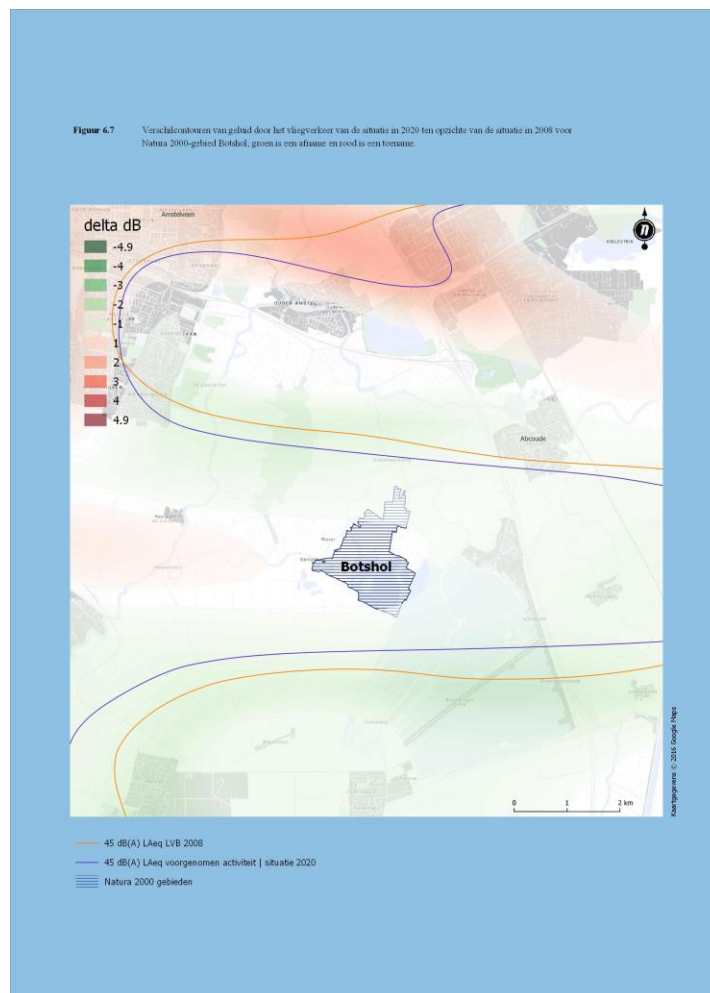 Figuur 6.7 Verschilcontouren van geluid door het vliegverkeer van de situatie in 2020 ten opzichte van de situatie in 2008 voor
Natura 2000-gebied Botshol, groen is een afname en rood is een toename.
Amstelveen
delta dB
-4.9
-4
-3
-2
-1
1
2
3
4
4.9
n
OUDER-AMSTEL
Abcoude
Botshol
0 1 2 km
Kaartgegevens © 2016 Google Maps
45 dB(A) LAeq LVB 2008
45 dB(A) LAeq voorgenomen activiteit | situatie 2020
Natura 2000 gebieden